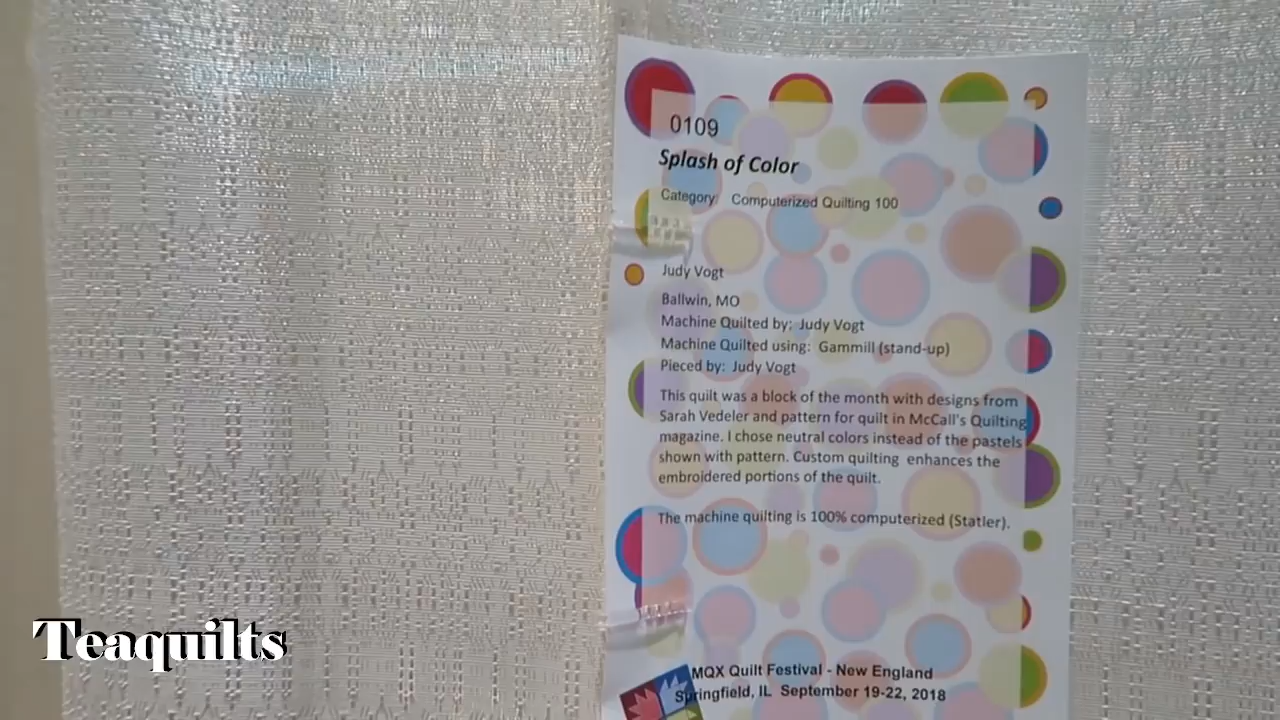 0109
Splash of Color
Category: Computerized Quilting 100
Judy Vogt
Ballwin, MO
Machine Quilted by: Judy Vogt
Machine Quilted using: Gammill (stand-up)
Pieced by: Judy Vogt
This quilt was a block of the month with designs from
Sarah Vedeler and pattern for quilt in McCall's Quilting
magazine. I chose neutral colors instead of the pastels
shown with pattern. Custom quilting enhances the
embroidered portions of the quilt.
The machine quilting is 100% computerized (Statler).
MQX Quilt Festival - New England
Springfield, IL September 19-22, 2018
Teaquilts